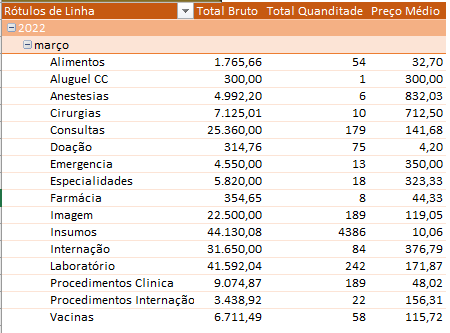 Rótulos de Linha Total Bruto Total Quanditade Preço Médio
2022
março
Alimentos 1.765,66 54 32,70
Aluguel CC 300,00 1 300,00
Anestesias 4.992,20 6 832,03
Cirurgias 7.125,01 10 712,50
Consultas 25.360,00 179 141,68
Doação 314,76 75 4,20
Emergencia 4.550,00 13 350,00
Especialidades 5.820,00 18 323,33
Farmácia 354,65 8 44,33
Imagem 22.500,00 189 119,05
Insumos 44.130,08 4386 10,06
Internação 31.650,00 84 376,79
Laboratório 41.592,04 242 171,87
Procedimentos Clinica 9.074,87 189 48,02
Procedimentos Internação 3.438,92 22 156,31
Vacinas 6.711,49 58 115,72